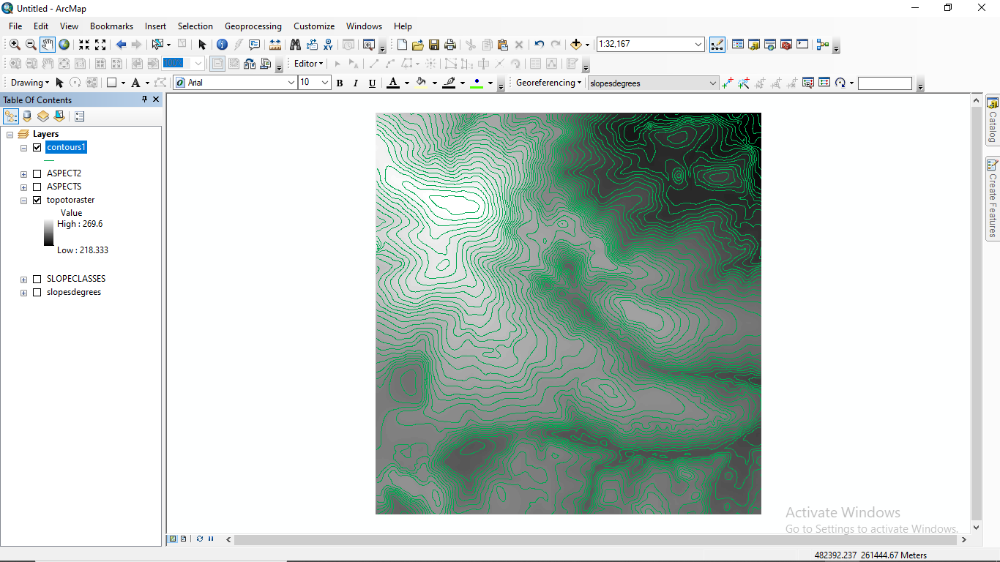 Untitled - ArcMap
File Edit View Bookmarks Insert Selection Geoprocessing Customize Windows Help
1:32,167
100%
Editor
Drawing Arial 10 B I U A Georeferencing slopesdegrees
Table Of Contents
Layers
contours1
ASPECT2
ASPECTS
topotoraster
Value
High : 269.6
Low : 218.333
SLOPECLASSES
slopesdegrees
Catalog
Create Features
Activate Windows
Go to Settings to activate Windows.
482392.237 261444.67 Meters